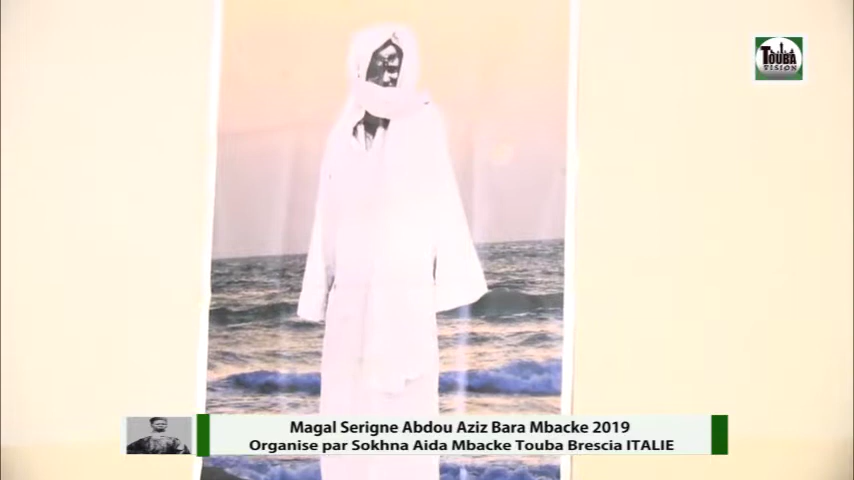 TOUBA
VISION
Magal Serigne Abdou Aziz Bara Mbacke 2019
Organise par Sokhna Aida Mbacke Touba Brescia ITALIE